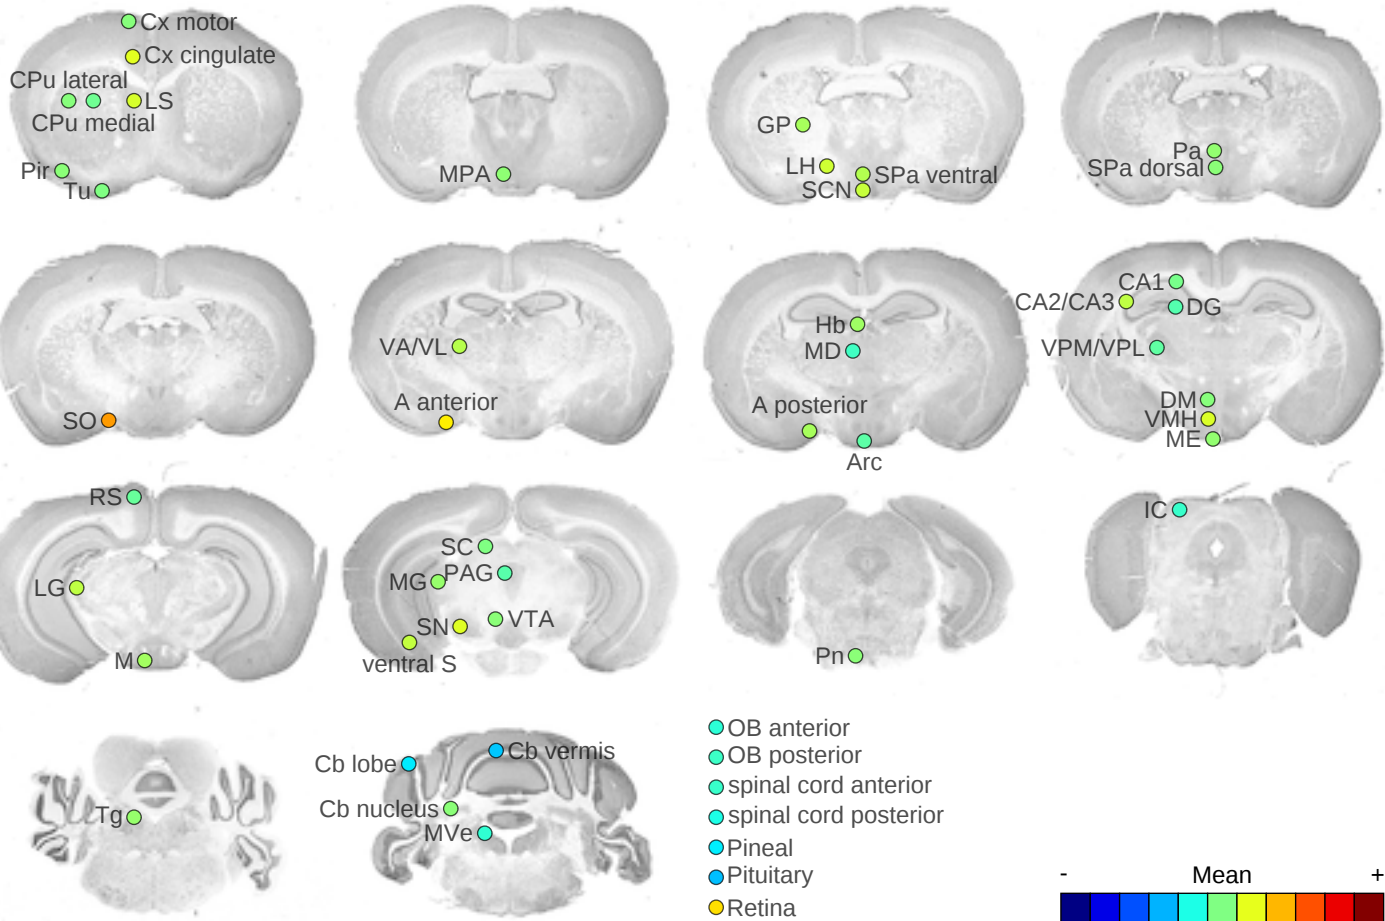 Cx motor
Cx cingulate
CPu lateral
LS
CPu medial
Pir
Tu
MPA
GP
LH
SPa ventral
SCN
Pa
SPa dorsal
SO
VA/VL
A anterior
Hb
MD
A posterior
Arc
CA1
CA2/CA3
DG
VPM/VPL
DM
VMH
ME
RS
LG
M
SC
PAG
MG
VTA
SN
ventral S
Pn
IC
Tg
Cb vermis
Cb lobe
Cb nucleus
MVe
OB anterior
OB posterior
spinal cord anterior
spinal cord posterior
Pineal
Pituitary
Retina
- Mean +